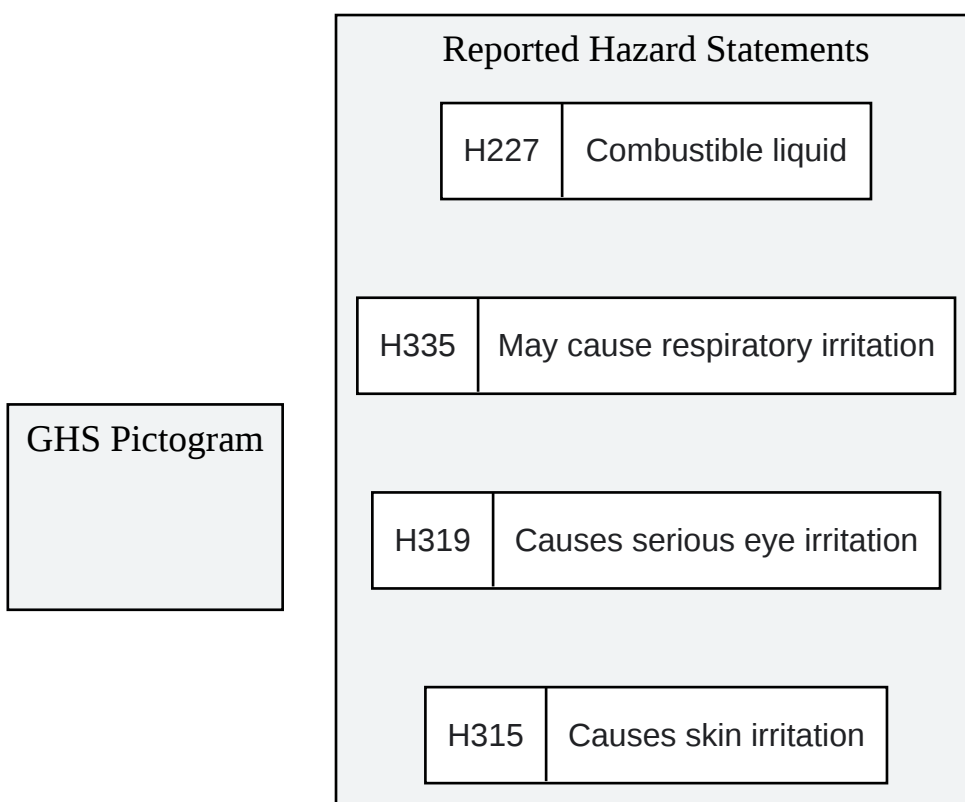 Reported Hazard Statements
H227 Combustible liquid
H335 May cause respiratory irritation
GHS Pictogram
H319 Causes serious eye irritation
H315 Causes skin irritation